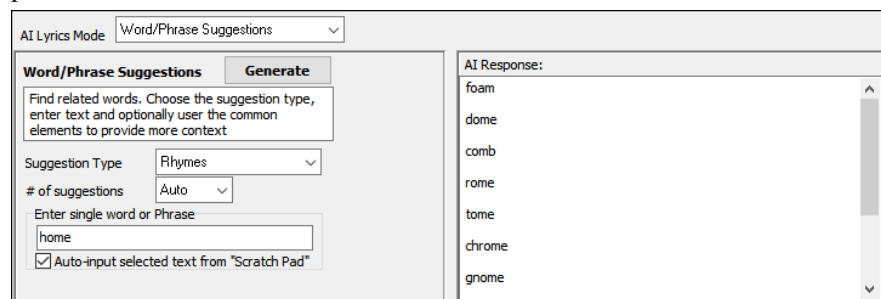 AI Lyrics Mode Word/Phrase Suggestions
Word/Phrase Suggestions Generate
Find related words. Choose the suggestion type,
enter text and optionally user the common
elements to provide more context
Suggestion Type Rhymes
# of suggestions Auto
Enter single word or Phrase
home
Auto-input selected text from "Scratch Pad"
AI Response:
foam
dome
comb
rome
tome
chrome
gnome